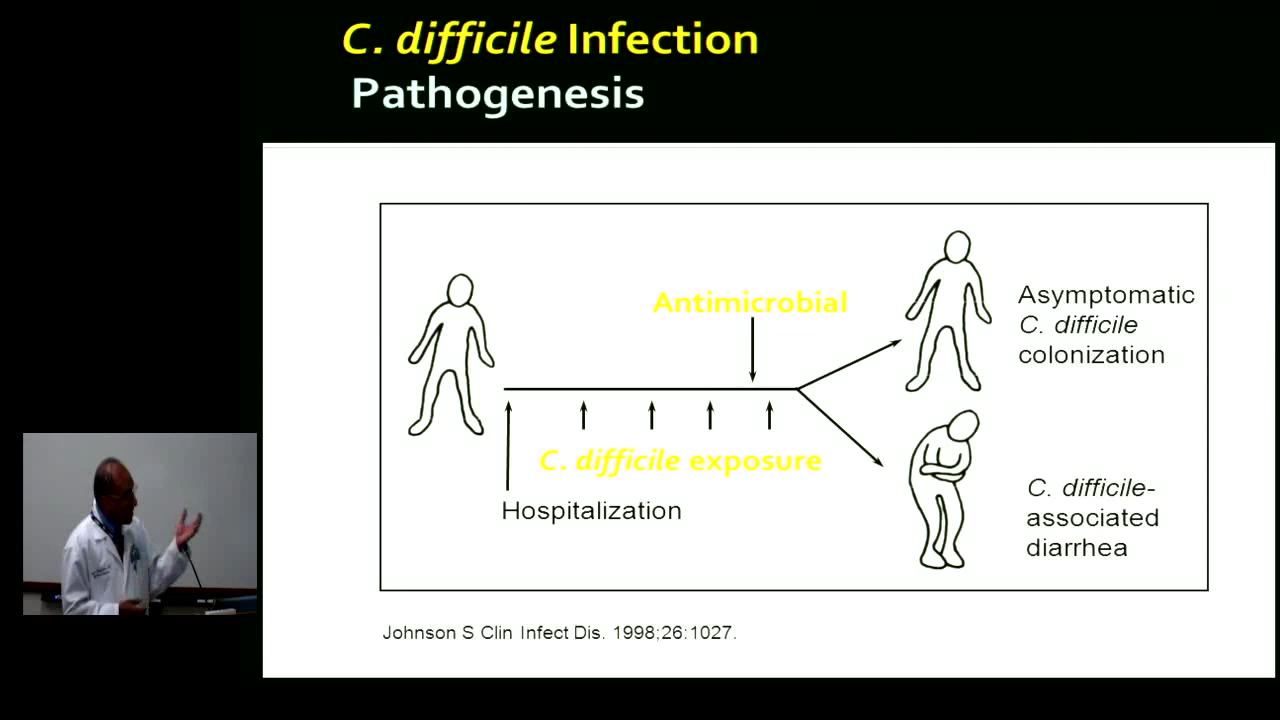 C. difficile Infection
Pathogenesis
Antimicrobial
Asymptomatic
C. difficile
colonization
C. difficile exposure
Hospitalization
C. difficile-
associated
diarrhea
Johnson S Clin Infect Dis. 1998;26:1027.